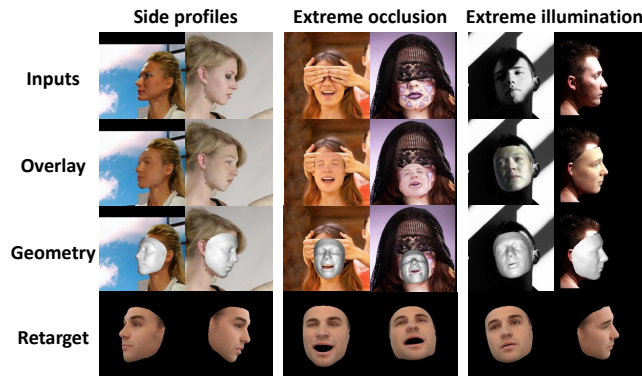 Side profiles Extreme occlusion Extreme illumination
Inputs
Overlay
Geometry
Retarget